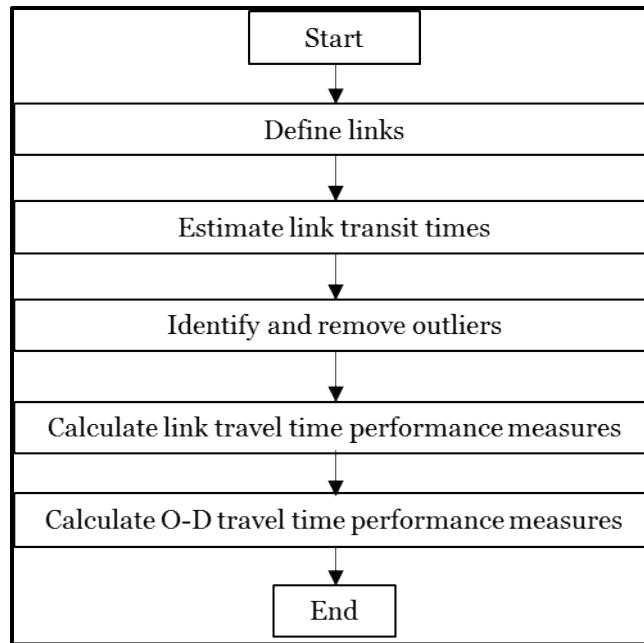 Start
Define links
Estimate link transit times
Identify and remove outliers
Calculate link travel time performance measures
Calculate O-D travel time performance measures
End